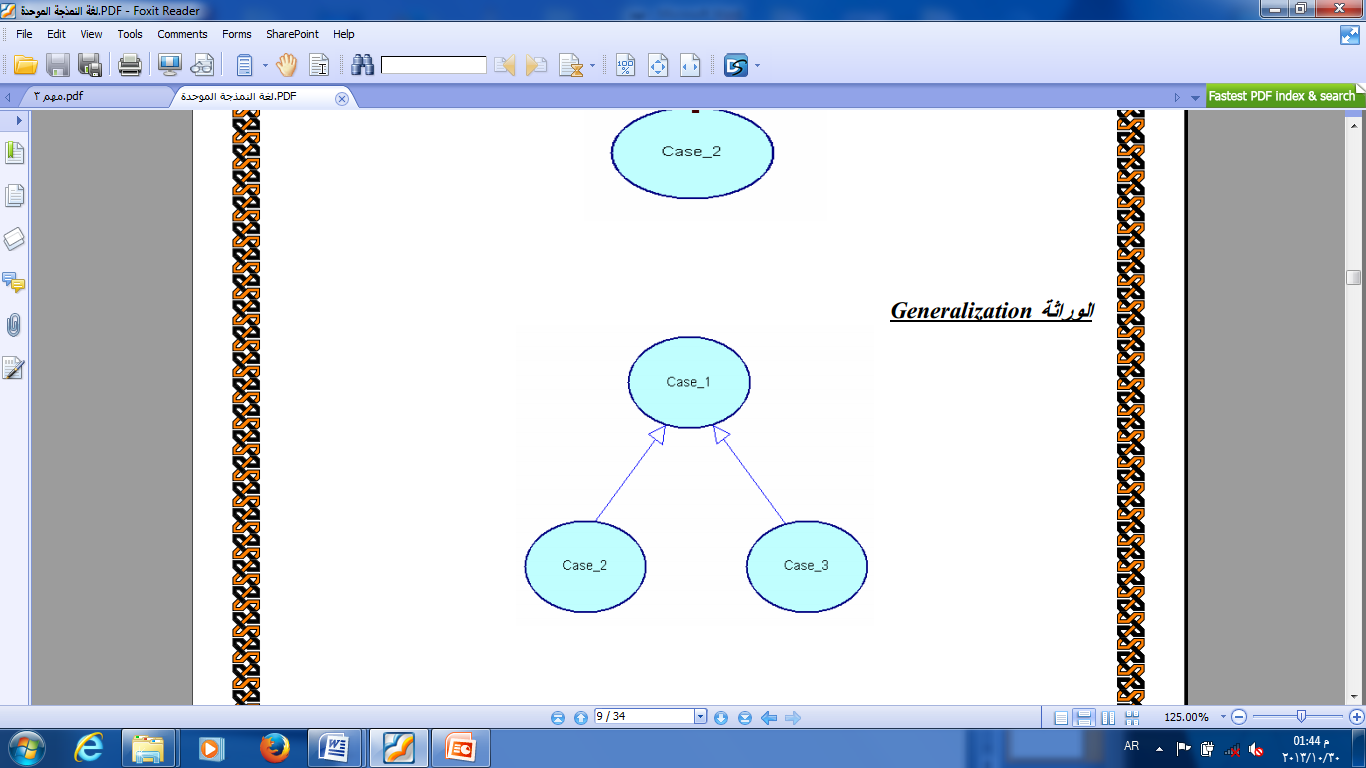 لغة النمذجة الموحدة.PDF - Foxit Reader
File Edit View Tools Comments Forms SharePoint Help
مهم ٣.pdf
لغة النمذجة الموحدة.PDF
Fastest PDF index & search
Case_2
الوراثة Generalization
Case_1
Case_2
Case_3
9 / 34
125.00%
AR
01:44 م
٢٠١٣/١٠/٣٠